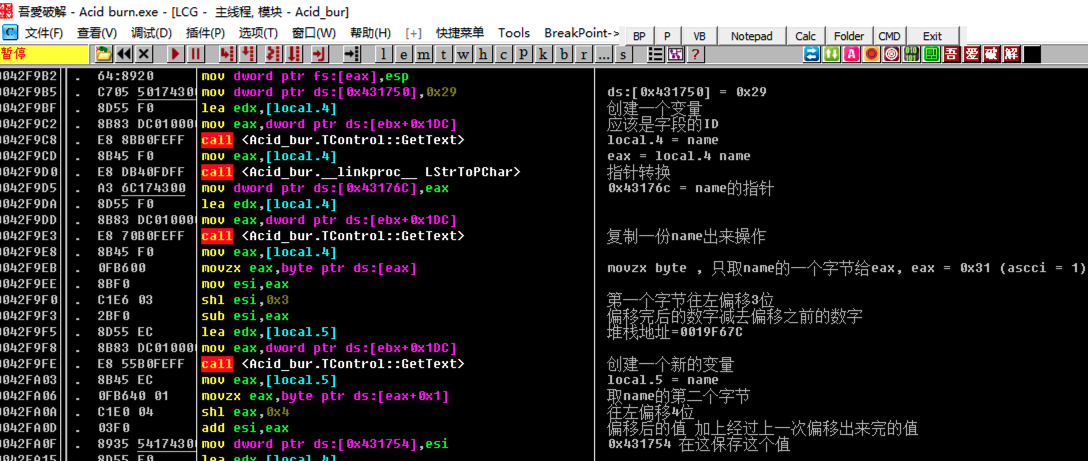 吾愛破解 - Acid burn.exe - [LCG - 主线程, 模块 - Acid_bur]
文件(F) 查看(V) 调试(D) 插件(P) 选项(T) 窗口(W) 帮助(H) [+] 快捷菜单 Tools BreakPoint-> BP P VB Notepad Calc Folder CMD Exit
暂停 l e m t w h c p k b r ... s ? 吾 爱 破 解
0042F9B2 . 64:8920 mov dword ptr fs:[eax],esp
0042F9B5 . C705 50174300 mov dword ptr ds:[0x431750],0x29 ds:[0x431750] = 0x29
0042F9BF . 8D55 F0 lea edx,[local.4] 创建一个变量
0042F9C2 . 8B83 DC010000 mov eax,dword ptr ds:[ebx+0x1DC] 应该是字段的ID
0042F9C8 . E8 8BB0FEFF call <Acid_bur.TControl::GetText> local.4 = name
0042F9CD . 8B45 F0 mov eax,[local.4] eax = local.4 name
0042F9D0 . E8 DB40FDFF call <Acid_bur.__linkproc__ LStrToPChar> 指针转换
0042F9D5 . A3 6C174300 mov dword ptr ds:[0x43176C],eax 0x43176c = name的指针
0042F9DA . 8D55 F0 lea edx,[local.4]
0042F9DD . 8B83 DC010000 mov eax,dword ptr ds:[ebx+0x1DC]
0042F9E3 . E8 70B0FEFF call <Acid_bur.TControl::GetText> 复制一份name出来操作
0042F9E8 . 8B45 F0 mov eax,[local.4]
0042F9EB . 0FB600 movzx eax,byte ptr ds:[eax] movzx byte , 只取name的一个字节给eax, eax = 0x31 (ascci = 1)
0042F9EE . 8BF0 mov esi,eax
0042F9F0 . C1E6 03 shl esi,0x3 第一个字节往左偏移3位
0042F9F3 . 2BF0 sub esi,eax 偏移完后的数字减去偏移之前的数字
0042F9F5 . 8D55 EC lea edx,[local.5] 堆栈地址=0019F67C
0042F9F8 . 8B83 DC010000 mov eax,dword ptr ds:[ebx+0x1DC]
0042F9FE . E8 55B0FEFF call <Acid_bur.TControl::GetText> 创建一个新的变量
0042FA03 . 8B45 EC mov eax,[local.5] local.5 = name
0042FA06 . 0FB640 01 movzx eax,byte ptr ds:[eax+0x1] 取name的第二个字节
0042FA0A . C1E0 04 shl eax,0x4 往左偏移4位
0042FA0D . 03F0 add esi,eax 偏移后的值 加上经过上一次偏移出来完的值
0042FA0F . 8935 54174300 mov dword ptr ds:[0x431754],esi 0x431754 在这保存这个值
0042FA15 . 8D55 F0 lea edx,[local.4]